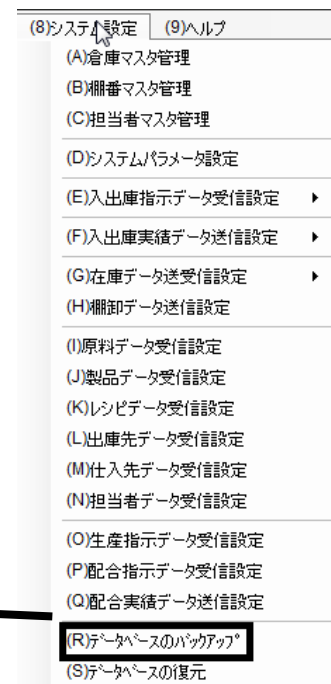 (8)システム設定 (9)ヘルプ
(A)倉庫マスタ管理
(B)棚番マスタ管理
(C)担当者マスタ管理
(D)システムパラメータ設定
(E)入出庫指示データ受信設定
(F)入出庫実績データ送信設定
(G)在庫データ送受信設定
(H)棚卸データ送信設定
(I)原料データ受信設定
(J)製品データ受信設定
(K)レシピデータ受信設定
(L)出庫先データ受信設定
(M)仕入先データ受信設定
(N)担当者データ受信設定
(O)生産指示データ受信設定
(P)配合指示データ受信設定
(Q)配合実績データ送信設定
(R)ﾃﾞｰﾀﾍﾞｰｽのﾊﾞｯｸｱｯﾌﾟ
(S)ﾃﾞｰﾀﾍﾞｰｽの復元